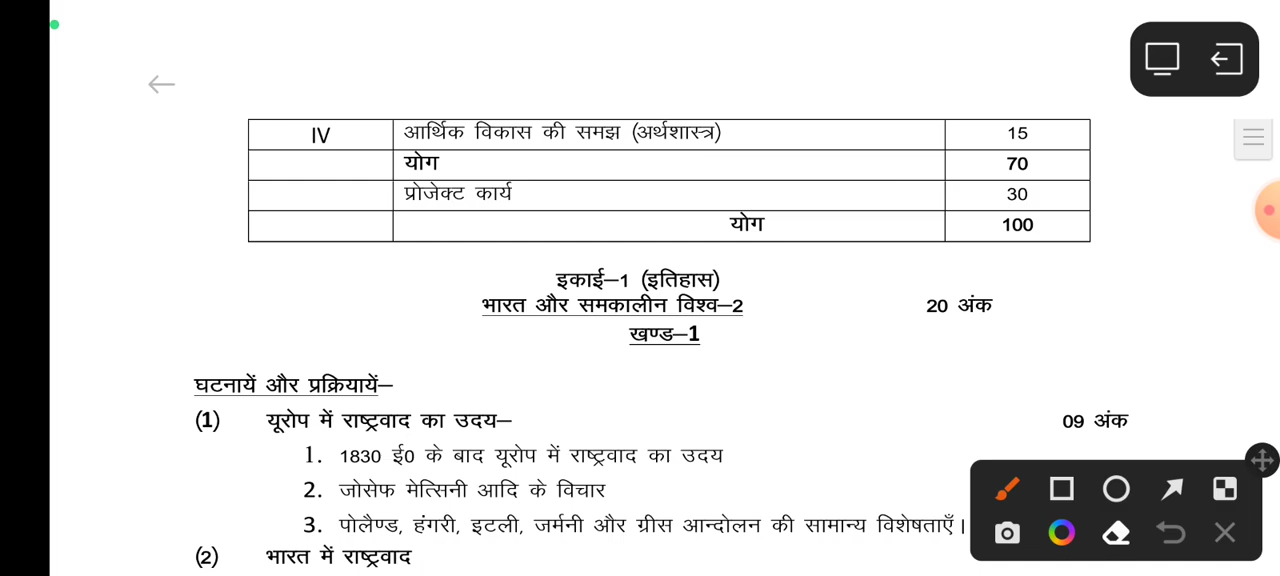 IV आर्थिक विकास की समझ (अर्थशास्त्र) 15
योग 70
प्रोजेक्ट कार्य 30
योग 100
इकाई–1 (इतिहास)
भारत और समकालीन विश्व–2 20 अंक
खण्ड–1
घटनायें और प्रक्रियायें–
(1) यूरोप में राष्ट्रवाद का उदय– 09 अंक
1. 1830 ई0 के बाद यूरोप में राष्ट्रवाद का उदय
2. जोसेफ मेत्सिनी आदि के विचार
3. पोलैण्ड, हंगरी, इटली, जर्मनी और ग्रीस आन्दोलन की सामान्य विशेषताएँ।
(2) भारत में राष्ट्रवाद